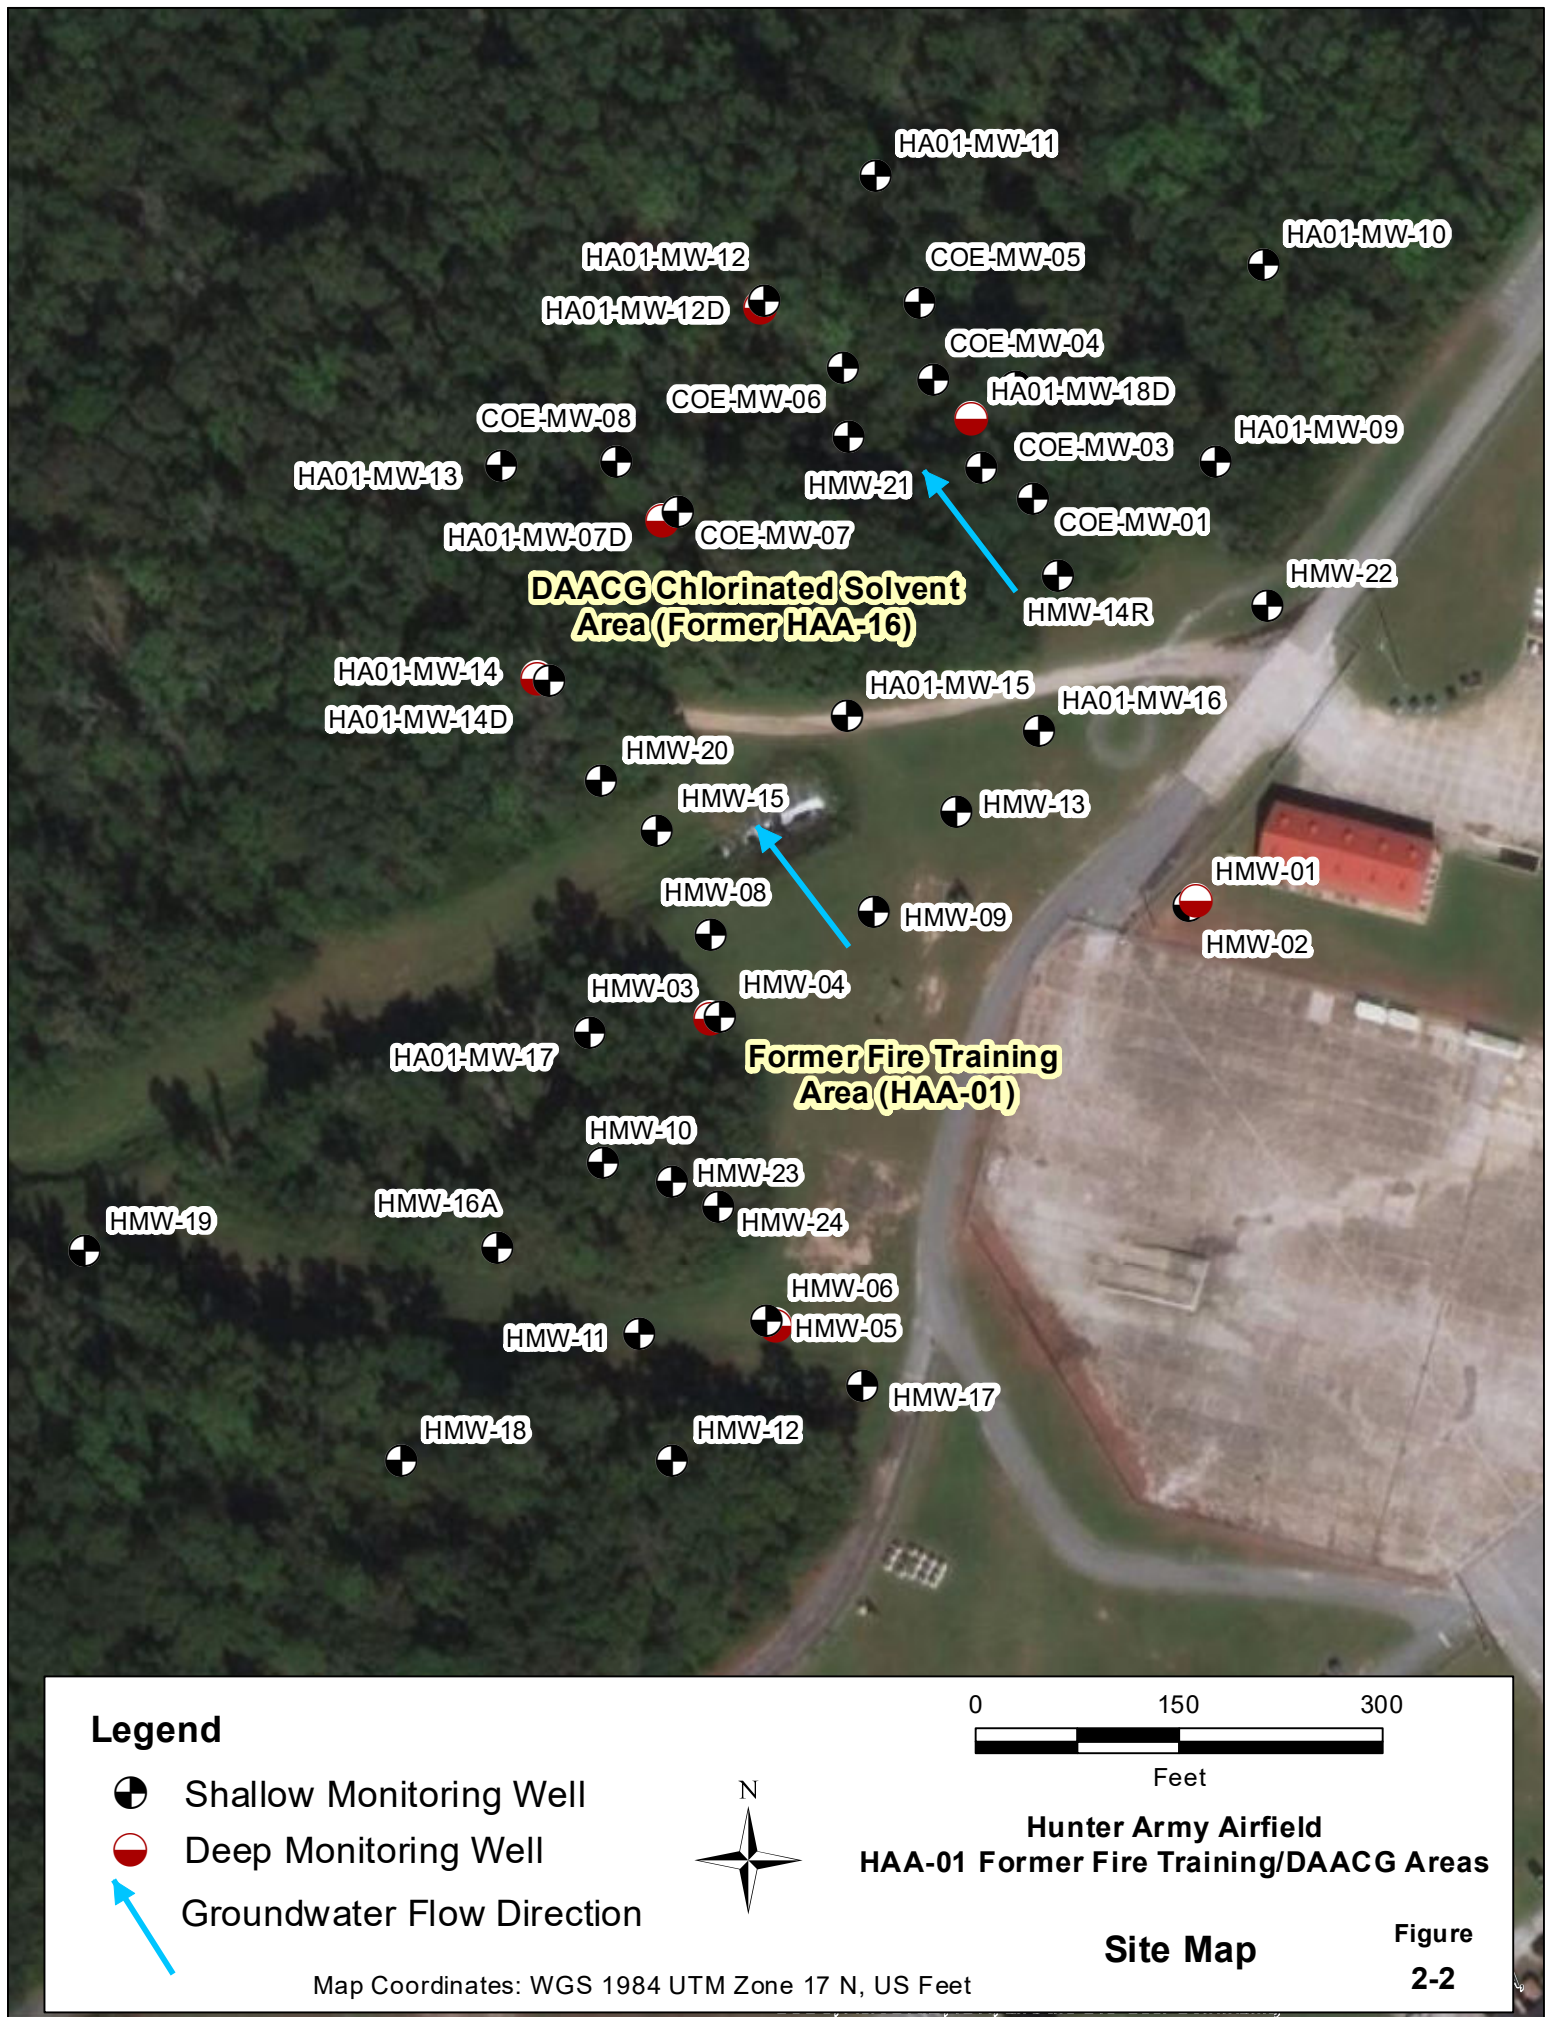 HA01-MW-11
HA01-MW-10
HA01-MW-12
COE-MW-05
HA01-MW-12D
COE-MW-04
HA01-MW-18D
COE-MW-06
COE-MW-08
HA01-MW-09
COE-MW-03
HA01-MW-13
HMW-21
COE-MW-01
HA01-MW-07D
COE-MW-07
HMW-22
DAACG Chlorinated Solvent
Area (Former HAA-16)
HMW-14R
HA01-MW-14
HA01-MW-15
HA01-MW-16
HA01-MW-14D
HMW-20
HMW-15
HMW-13
HMW-01
HMW-08
HMW-09
HMW-02
HMW-03
HMW-04
HA01-MW-17
Former Fire Training
Area (HAA-01)
HMW-10
HMW-23
HMW-16A
HMW-24
HMW-19
HMW-06
HMW-05
HMW-11
HMW-17
HMW-18
HMW-12
Legend
Shallow Monitoring Well
Deep Monitoring Well
Groundwater Flow Direction
N
0 150 300
Feet
Hunter Army Airfield
HAA-01 Former Fire Training/DAACG Areas
Site Map
Figure
2-2
Map Coordinates: WGS 1984 UTM Zone 17 N, US Feet